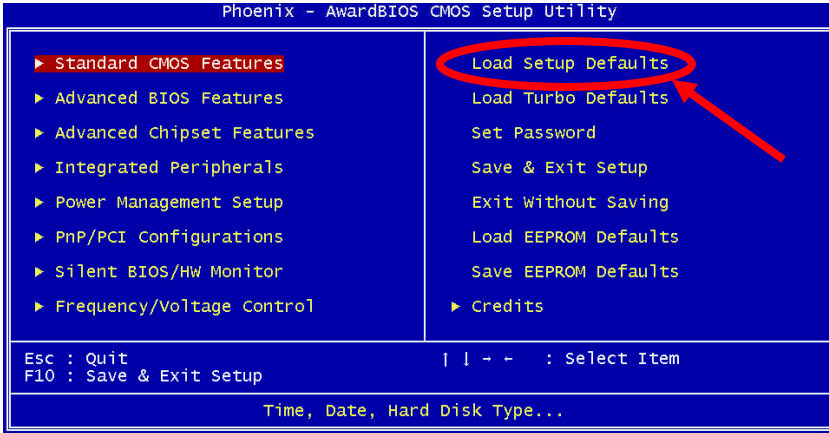 Phoenix - AwardBIOS CMOS Setup Utility
▶ Standard CMOS Features
▶ Advanced BIOS Features
▶ Advanced Chipset Features
▶ Integrated Peripherals
▶ Power Management Setup
▶ PnP/PCI Configurations
▶ Silent BIOS/HW Monitor
▶ Frequency/Voltage Control
Load Setup Defaults
Load Turbo Defaults
Set Password
Save & Exit Setup
Exit Without Saving
Load EEPROM Defaults
Save EEPROM Defaults
▶ Credits
Esc : Quit
F10 : Save & Exit Setup
↑ ↓ → ← : Select Item
Time, Date, Hard Disk Type...